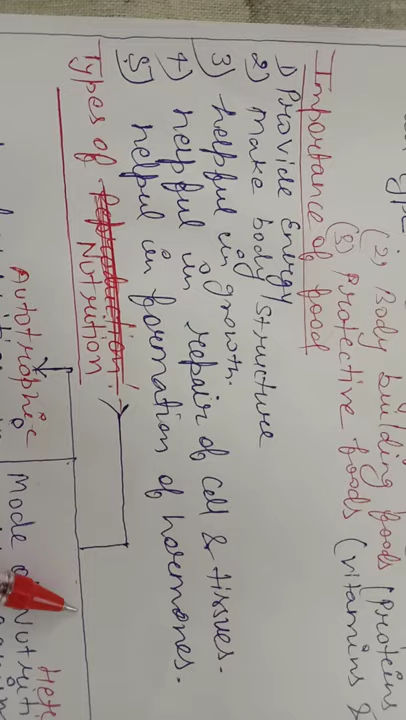 (2) Body building foods (Proteins
(3) Protective foods (vitamins &
Importance of food
1) Provide Energy
2) Make body structure
3) helpful in growth.
4) helpful in repair of cell & tissues.
5) helpful in formation of hormones.
Types of Nutrution
Autotrophic
Hete
Mode of Nutriti